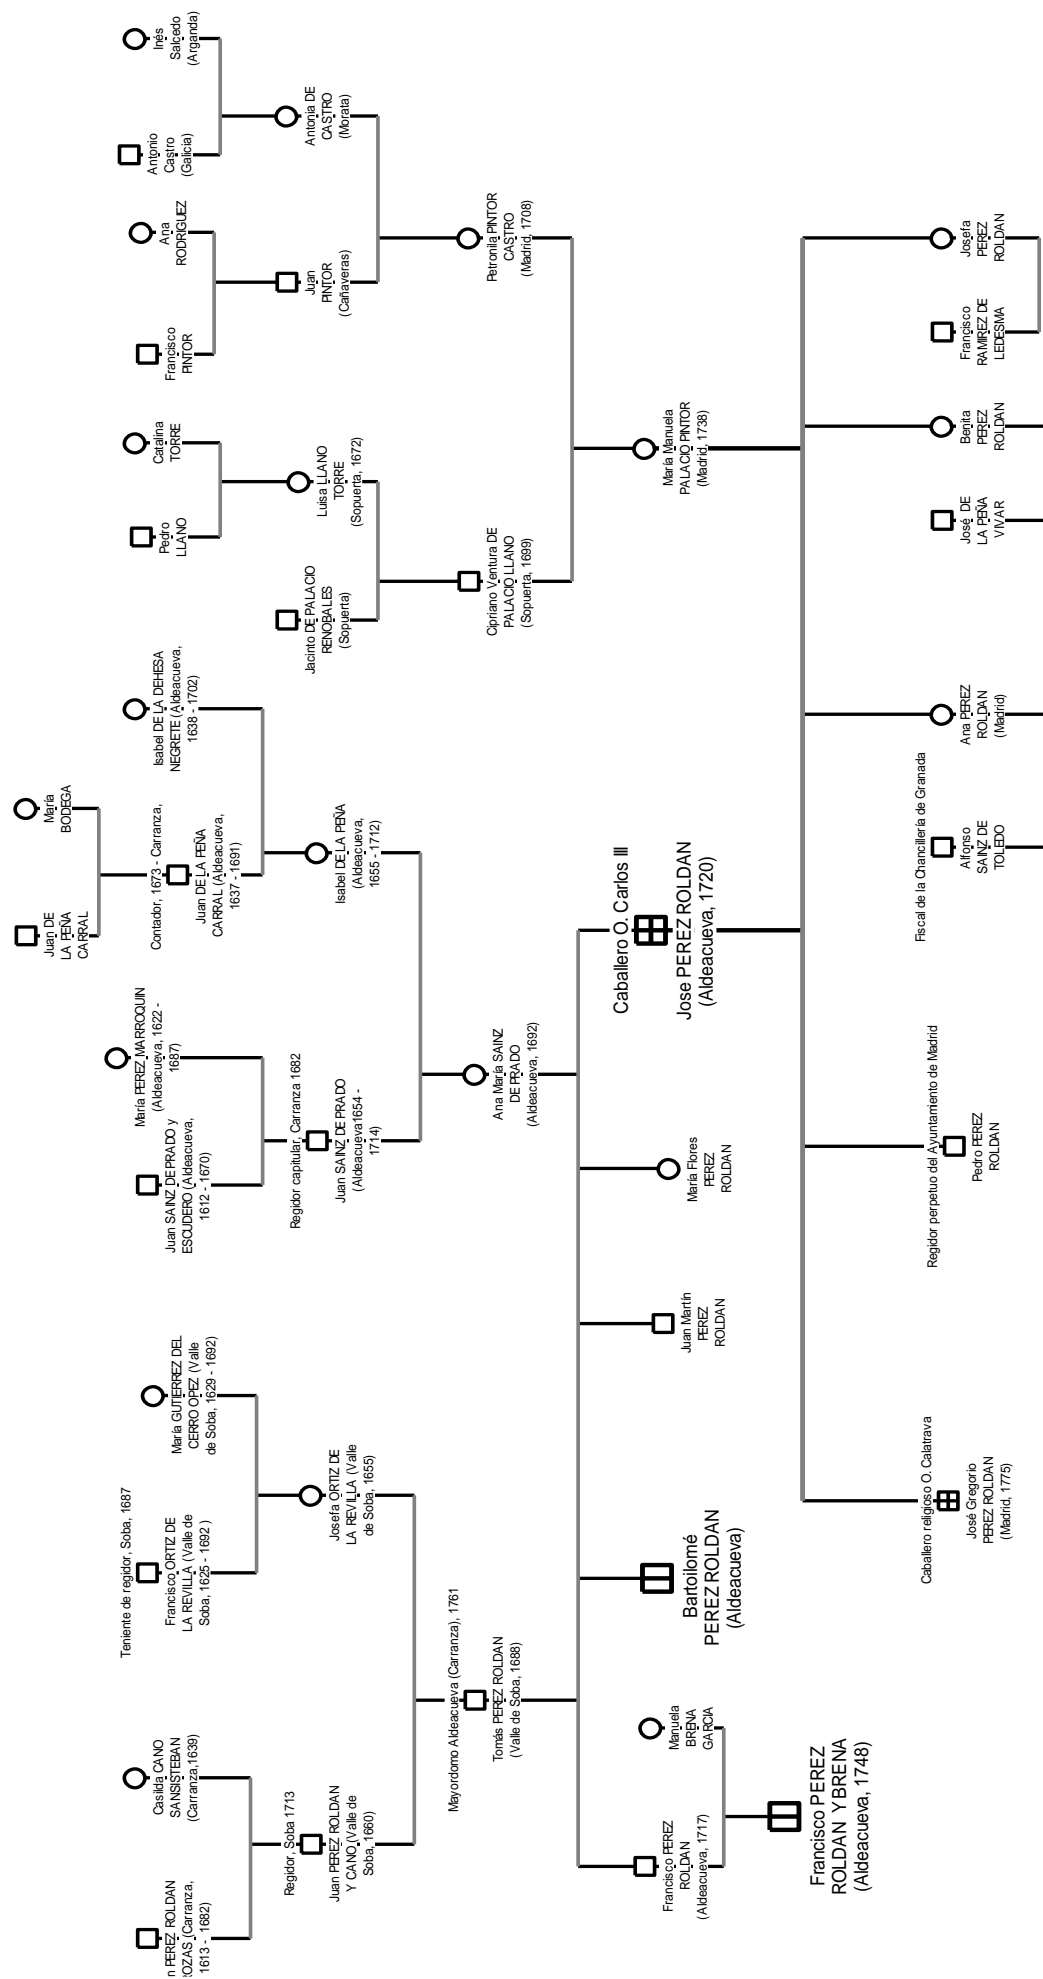 Juan DE
LA PEÑA
CARRAL
María
BODEGA
PEREZ ROLDAN
ROZAS (Carranza,
1613 - 1682)
Casilda CANO
SANSISTEBAN
(Carranza,1639)
Teniente de regidor, Soba, 1687
Francisco ORTIZ DE
LA REVILLA (Valle de
Soba, 1625 - 1692 )
María GUTIERREZ DEL
CERRO OPEZ (Valle
de Soba, 1629 - 1692)
Juan SAINZ DE PRADO y
ESCUDERO (Aldeacueva,
1612 - 1670)
María PEREZ MARROQUIN
(Aldeacueva, 1622 -
1687)
Contador, 1673 - Carranza,
Juan DE LA PEÑA
CARRAL (Aldeacueva,
1637 - 1691)
Isabel DE LA DEHESA
NEGRETE (Aldeacueva,
1638 - 1702)
Pedro
LLANO
Catalina
TORRE
Francisco
PINTOR
Ana
RODRIGUEZ
Antonio
Castro
(Galicia)
Inés
Salcedo
(Arganda)
Regidor, Soba 1713
Juan PEREZ ROLDAN
Y CANO (Valle de
Soba, 1660)
Josefa ORTIZ DE
LA REVILLA (Valle
de Soba, 1655)
Regidor capitular, Carranza 1682
Juan SAINZ DE PRADO
(Aldeacueva1654 -
1714)
Isabel DE LA PEÑA
(Aldeacueva,
1655 - 1712)
Jacinto DE PALACIO
RENOBALES
(Sopuerta)
Luisa LLANO
TORRE
(Sopuerta, 1672)
Juan
PINTOR
(Cañaveras)
Antonia DE
CASTRO
(Morata)
Mayordomo Aldeacueva (Carranza), 1761
Tomás PEREZ ROLDAN
(Valle de Soba, 1688)
Ana María SAINZ
DE PRADO
(Aldeacueva, 1692)
Cipriano Ventura DE
PALACIO LLANO
(Sopuerta, 1699)
Petronila PINTOR
CASTRO
(Madrid, 1708)
Francisco PEREZ
ROLDAN
(Aldeacueva, 1717)
Manuela
BRENA
GARCIA
Bartoilomé
PEREZ ROLDAN
(Aldeacueva)
Juan Martín
PEREZ
ROLDAN
María Flores
PEREZ
ROLDAN
Caballero O. Carlos III
Jose PEREZ ROLDAN
(Aldeacueva, 1720)
María Manuela
PALACIO PINTOR
(Madrid, 1738)
Francisco PEREZ
ROLDAN Y BRENA
(Aldeacueva, 1748)
Caballero religioso O. Calatrava
José Gregorio
PEREZ ROLDAN
(Madrid, 1775)
Regidor perpetuo del Ayuntamiento de Madrid
Pedro PEREZ
ROLDAN
Fiscal de la Chancillería de Granada
Alfonso
SAINZ DE
TOLEDO
Ana PEREZ
ROLDAN
(Madrid)
José DE
LA PEÑA
VIVAR
Benita
PEREZ
ROLDAN
Francisco
RAMIREZ DE
LEDESMA
Josefa
PEREZ
ROLDAN